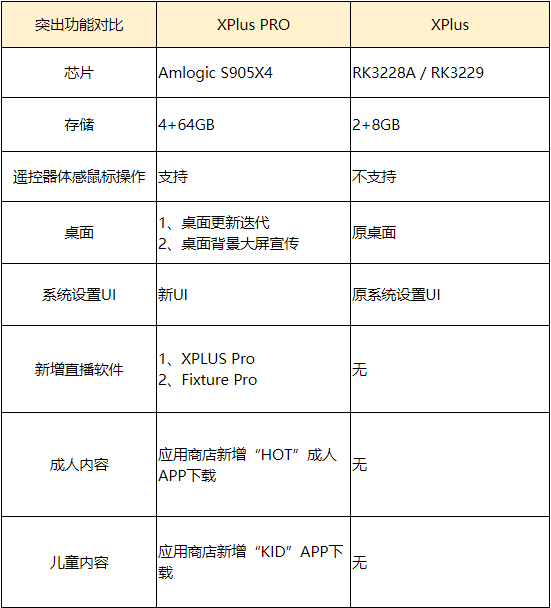 突出功能对比 XPlus PRO XPlus
芯片 Amlogic S905X4 RK3228A / RK3229
存储 4+64GB 2+8GB
遥控器体感鼠标操作 支持 不支持
桌面 1、桌面更新迭代
2、桌面背景大屏宣传 原桌面
系统设置UI 新UI 原系统设置UI
新增直播软件 1、XPLUS Pro
2、Fixture Pro 无
成人内容 应用商店新增“HOT”成人
APP下载 无
儿童内容 应用商店新增“KID”APP下
载 无